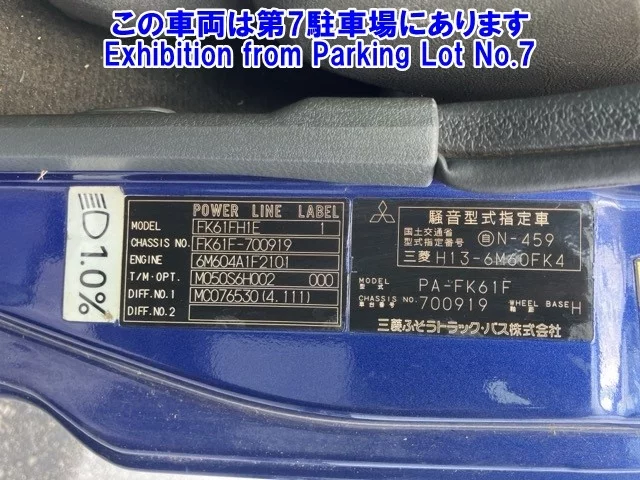 この車両は第7駐車場にあります
Exhibition from Parking Lot No.7
1.0%
POWER LINE LABEL
MODEL FK61FH1E 1
CHASSIS NO. FK61F-700919
ENGINE 6M604A1F2101
T/M·OPT. M050S6H002 000
DIFF.NO.1 MC076530(4.111)
DIFF.NO.2
騒音型式指定車
国土交通省
型式指定番号 自N-459
三菱 H13-6M60FK4
MODEL
型式 PA-FK61F
CHASSIS NO.
車台番号 700919 WHEEL BASE
軸距 H
三菱ふそうトラック・バス株式会社